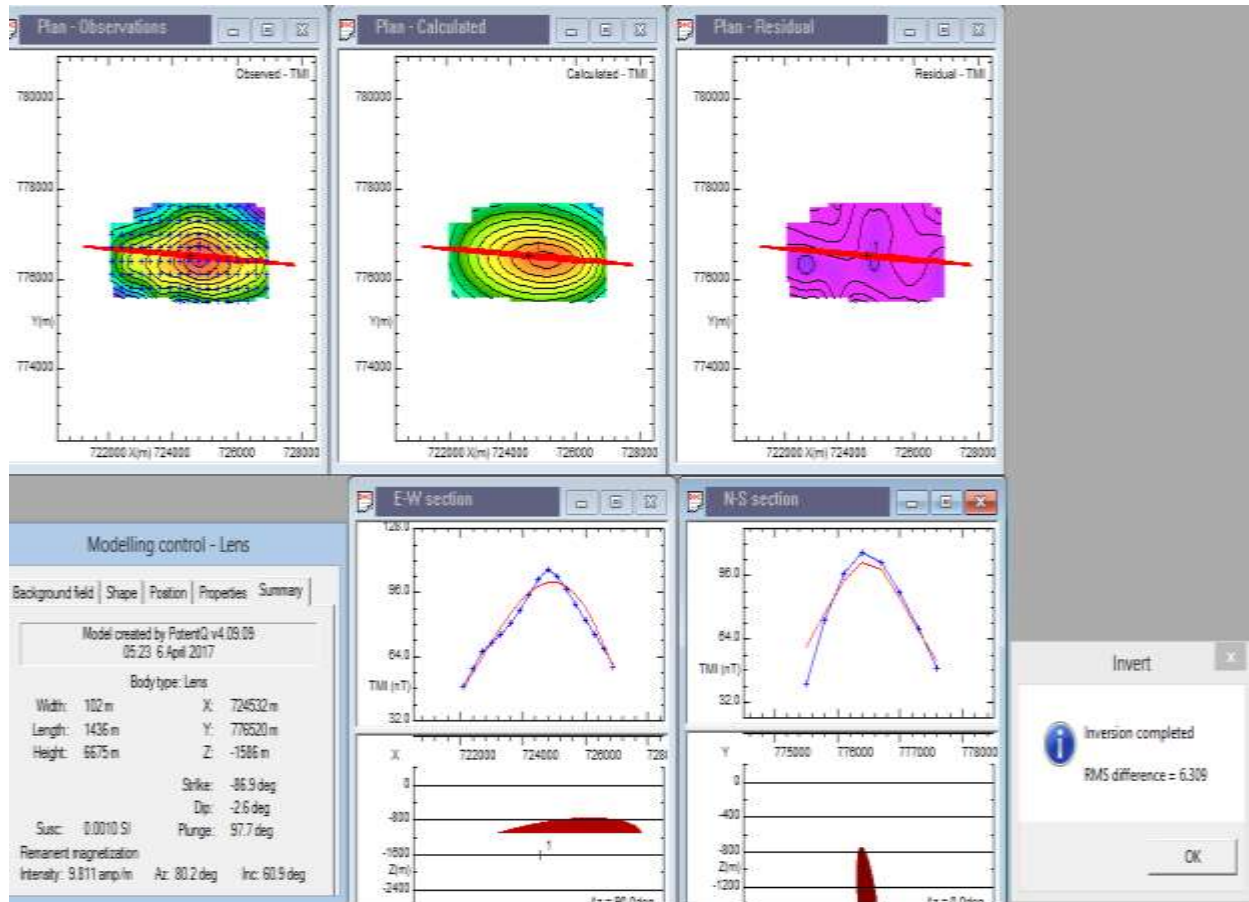 Plan - Observations
Plan - Calculated
Plan - Residual
Observed - TMI
Calculated - TMI
Residual - TMI
780000
780000
780000
778000
778000
778000
776000
776000
776000
Y(m)
Y(m)
Y(m)
774000
774000
774000
722000 X(m) 724000 726000 728000
722000 X(m) 724000 726000 728000
722000 X(m) 724000 726000 728000
E-W section
128.0
96.0
64.0
TMI (nT)
32.0
X 722000 724000 726000
0
-800
-1600
Z(m)
-2400
N-S section
96.0
64.0
TMI (nT)
32.0
Y 775000 776000 777000 778000
0
-400
-800
Z(m)
-1200
Modelling control - Lens
Background field Shape Position Properties Summary
Model created by PotentQ v4.09.09
05:23 6 April 2017
Body type: Lens
Width: 102 m X: 724532 m
Length: 1436 m Y: 776520 m
Height: 6675 m Z: -1586 m
Strike: -86.9 deg
Dip: -2.6 deg
Susc: 0.0010 SI Plunge: 97.7 deg
Remanent magnetization
Intensity: 9.811 amp/m Az: 80.2 deg Inc: 60.9 deg
Invert
Inversion completed
RMS difference = 6.309
OK